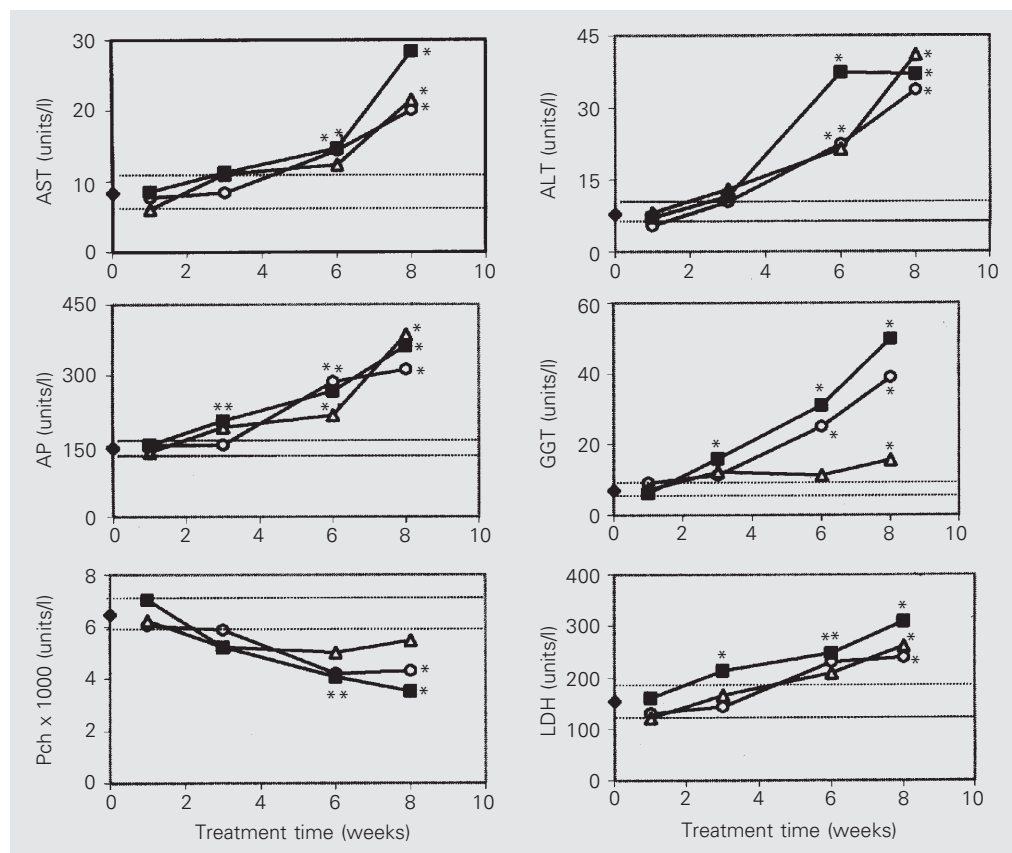 AST (units/l)
30
20
10
0
0 2 4 6 8 10
* * * * *
ALT (units/l)
45
30
15
0
0 2 4 6 8 10
* * * * * *
AP (units/l)
450
300
150
0
0 2 4 6 8 10
** ** * * * *
GGT (units/l)
60
40
20
0
0 2 4 6 8 10
* * * * * *
Pch x 1000 (units/l)
8
6
4
2
0
0 2 4 6 8 10
** * *
Treatment time (weeks)
LDH (units/l)
400
300
200
100
0
0 2 4 6 8 10
* ** * * *
Treatment time (weeks)